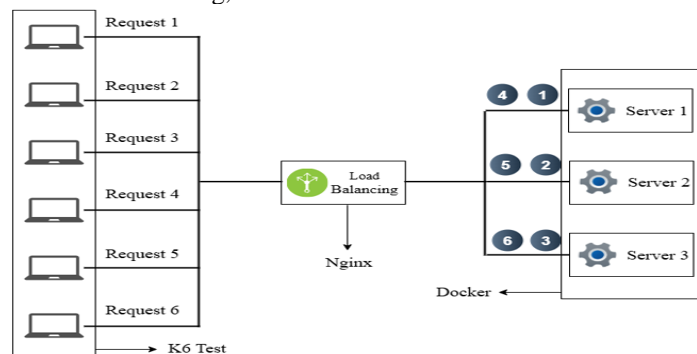 Request 1
Request 2
Request 3
Request 4
Request 5
Request 6
K6 Test
Load
Balancing
Nginx
4 1
Server 1
5 2
Server 2
6 3
Server 3
Docker